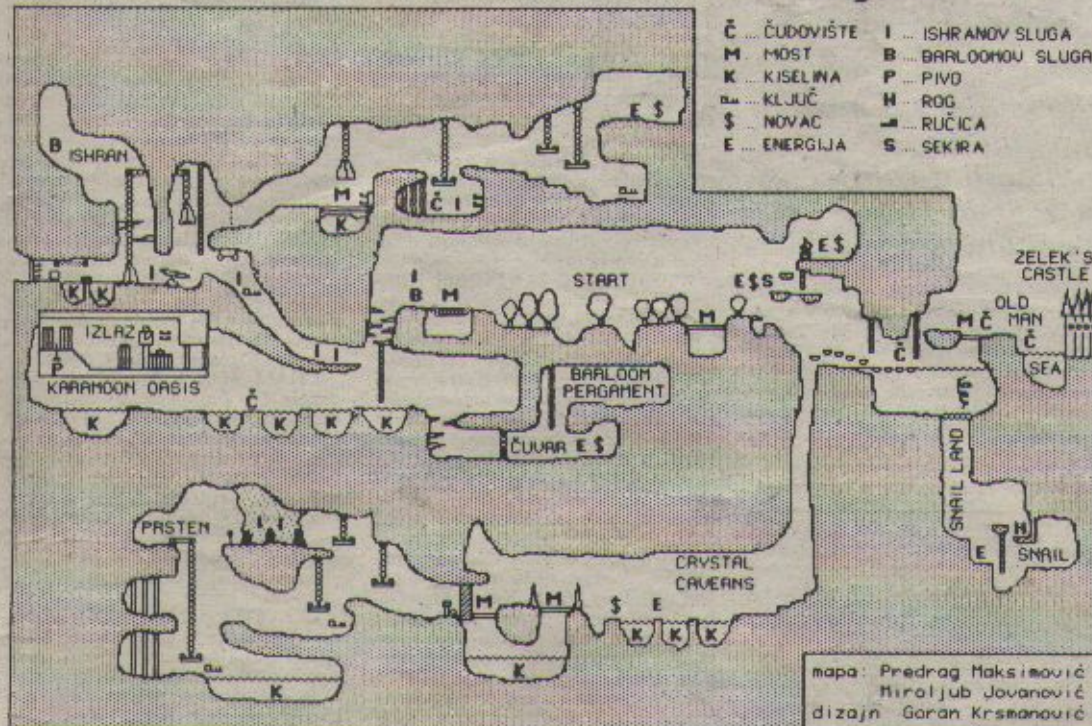 Č ... ČUDOVIŠTE
M ... MOST
K ... KISELINA
... KLJUČ
$ ... NOVAC
E ... ENERGIJA
I ... ISHRANOV SLUGA
B ... BARLOOMOV SLUGA
P ... PIVO
H ... ROG
... RUČICA
S ... SEKIRA
E $
B ISHRAN
M
K
Č I
E $
ZELEK'S
CASTLE
I
I
I
B
M
START
E $ S
M
OLD
MAN
M Č
Č
Č
SEA
K K
IZLAZ
P
KARAMOON OASIS
I I
BARLOOM
PERGAMENT
Č
K K K K K
ČUVAR E $
SNAIL LAND
H
E
SNAIL
PRSTEN
I I
CRYSTAL
CAVERNS
M M
$ E
K K K
K
K
mapa: Predrag Maksimović
Miroljub Jovanović
dizajn Goran Krsmanović